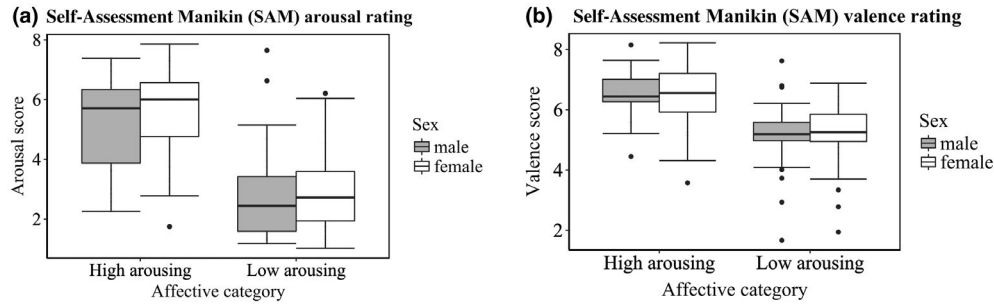 (a) Self-Assessment Manikin (SAM) arousal rating
8
6
4
2
Arousal score
High arousing
Low arousing
Affective category
Sex
male
female
(b) Self-Assessment Manikin (SAM) valence rating
8
6
4
2
Valence score
High arousing
Low arousing
Affective category
Sex
male
female